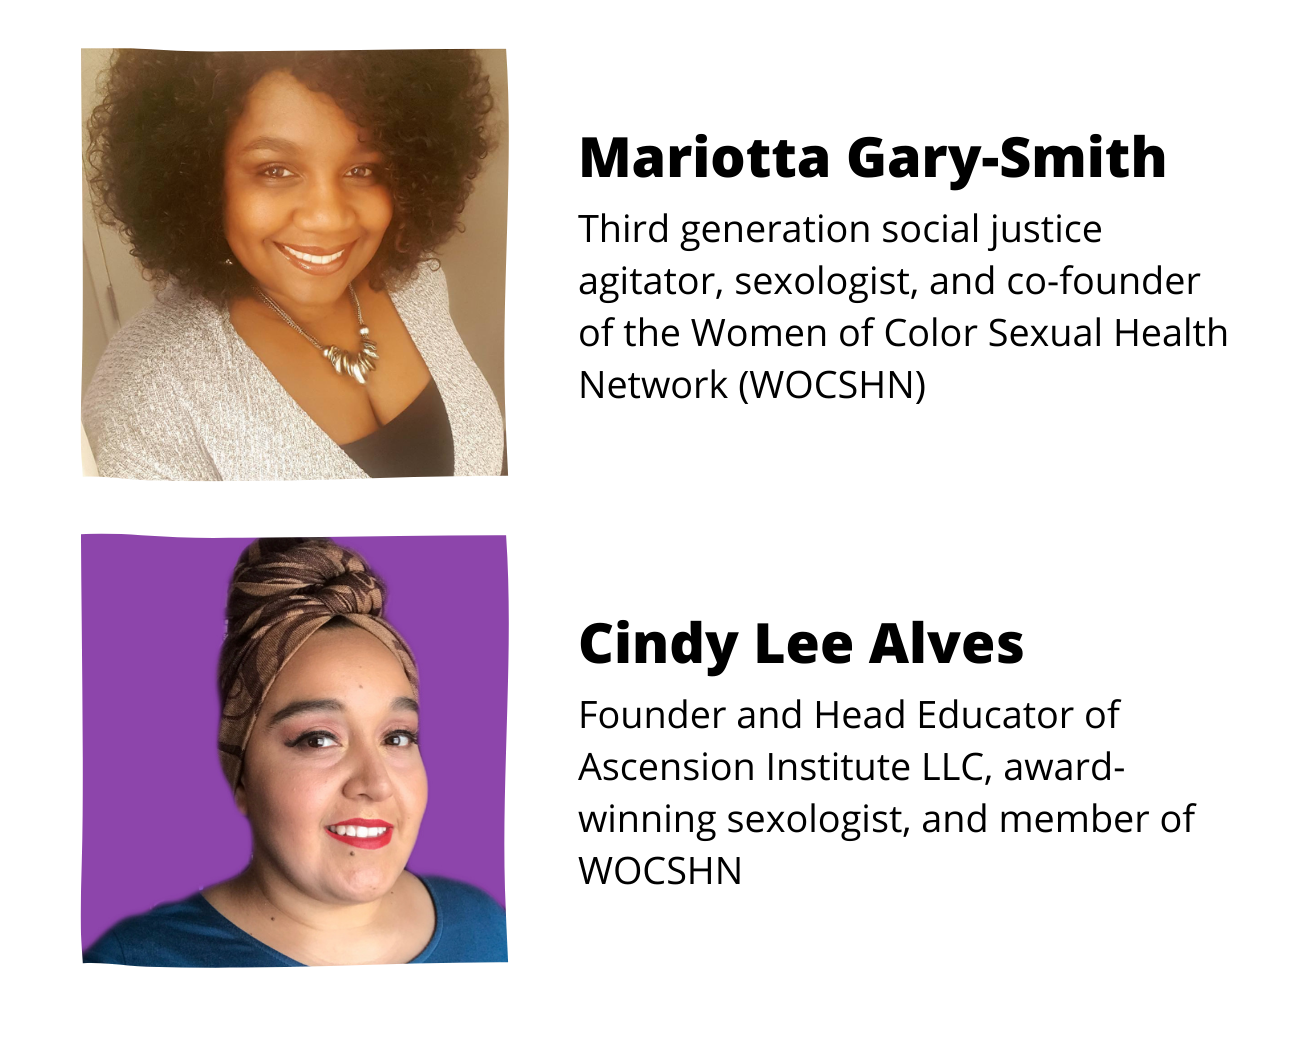 Mariotta Gary-Smith
Third generation social justice
agitator, sexologist, and co-founder
of the Women of Color Sexual Health
Network (WOCSHN)
Cindy Lee Alves
Founder and Head Educator of
Ascension Institute LLC, award-
winning sexologist, and member of
WOCSHN